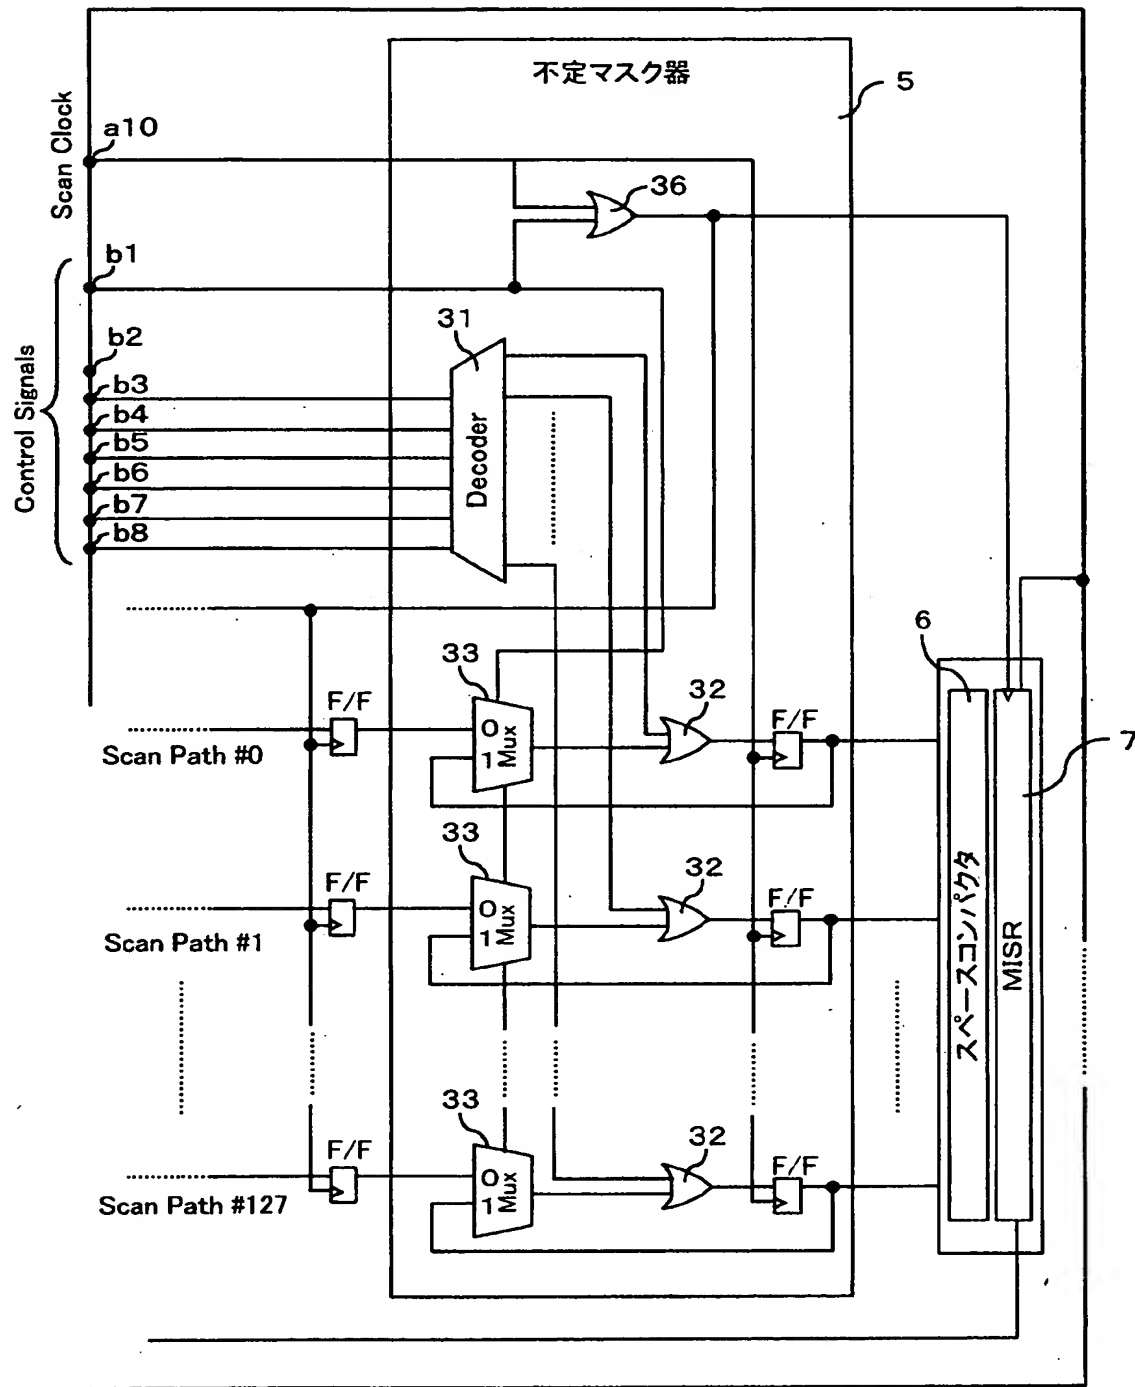 不定マスク器
5
Scan Clock
a10
36
b1
Control Signals
b2
b3
b4
b5
b6
b7
b8
31
Decoder
6
33
32
F/F
0
1
Mux
F/F
Scan Path #0
7
33
32
F/F
0
1
Mux
F/F
Scan Path #1
スペースコンパクタ
MISR
33
32
F/F
0
1
Mux
F/F
Scan Path #127